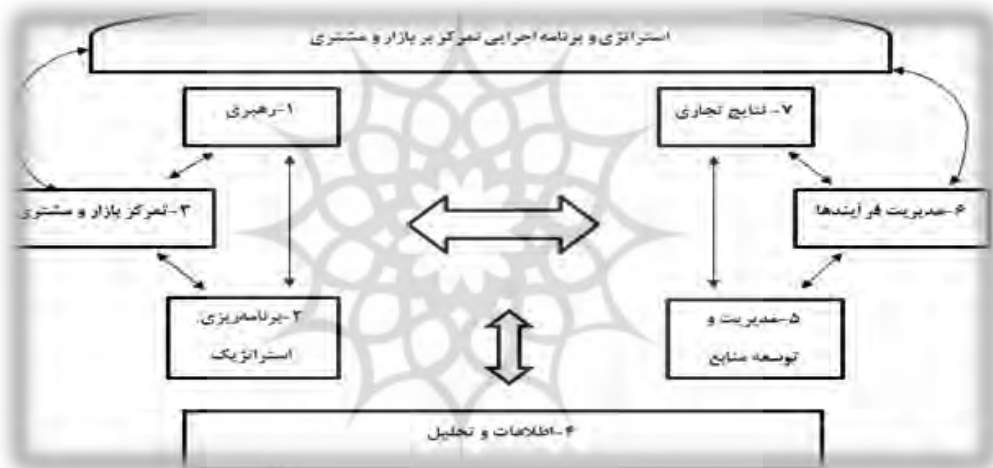 استراتژی و برنامه اجرایی تمرکز بر بازار و مشتری
۱-رهبری
۷- نتایج تجاری
۳-تمرکز بازار و مشتری
۶-مدیریت فرآیندها
۲-برنامه‌ریزی
استراتژیک
۵-مدیریت و
توسعه منابع
۴-اطلاعات و تحلیل